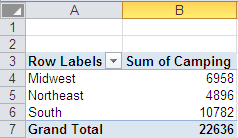 A B
1
2
3 Row Labels Sum of Camping
4 Midwest 6958
5 Northeast 4896
6 South 10782
7 Grand Total 22636